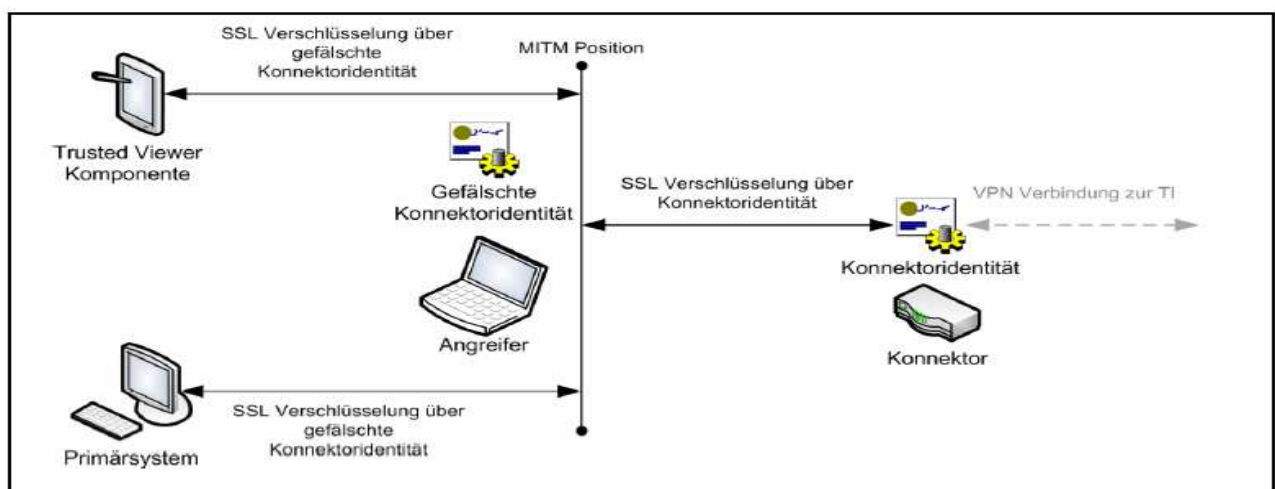 SSL Verschlüsselung über
gefälschte
Konnektoridentität
MITM Position
Trusted Viewer
Komponente
Gefälschte
Konnektoridentität
SSL Verschlüsselung über
Konnektoridentität
VPN Verbindung zur TI
Konnektoridentität
Angreifer
Konnektor
SSL Verschlüsselung über
gefälschte
Konnektoridentität
Primärsystem